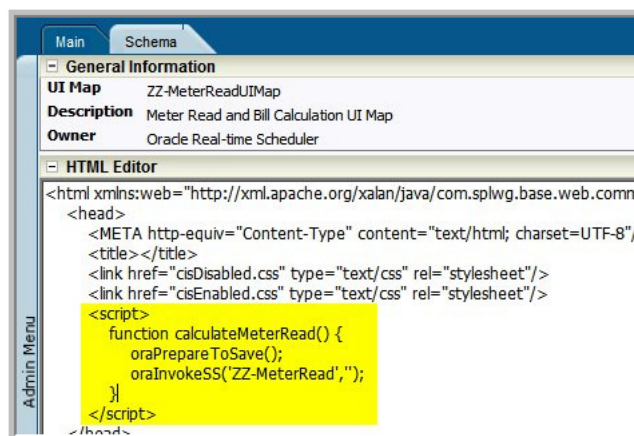 Main Schema
General Information
UI Map ZZ-MeterReadUIMap
Description Meter Read and Bill Calculation UI Map
Owner Oracle Real-time Scheduler
HTML Editor
<html xmlns:web="http://xml.apache.org/xalan/java/com.splwg.base.web.comm
<head>
<META http-equiv="Content-Type" content="text/html; charset=UTF-8"/
<title></title>
<link href="cisDisabled.css" type="text/css" rel="stylesheet"/>
<link href="cisEnabled.css" type="text/css" rel="stylesheet"/>
<script>
function calculateMeterRead() {
oraPrepareToSave();
oraInvokeSS('ZZ-MeterRead','');
}
</script>
</head>
Admin Menu